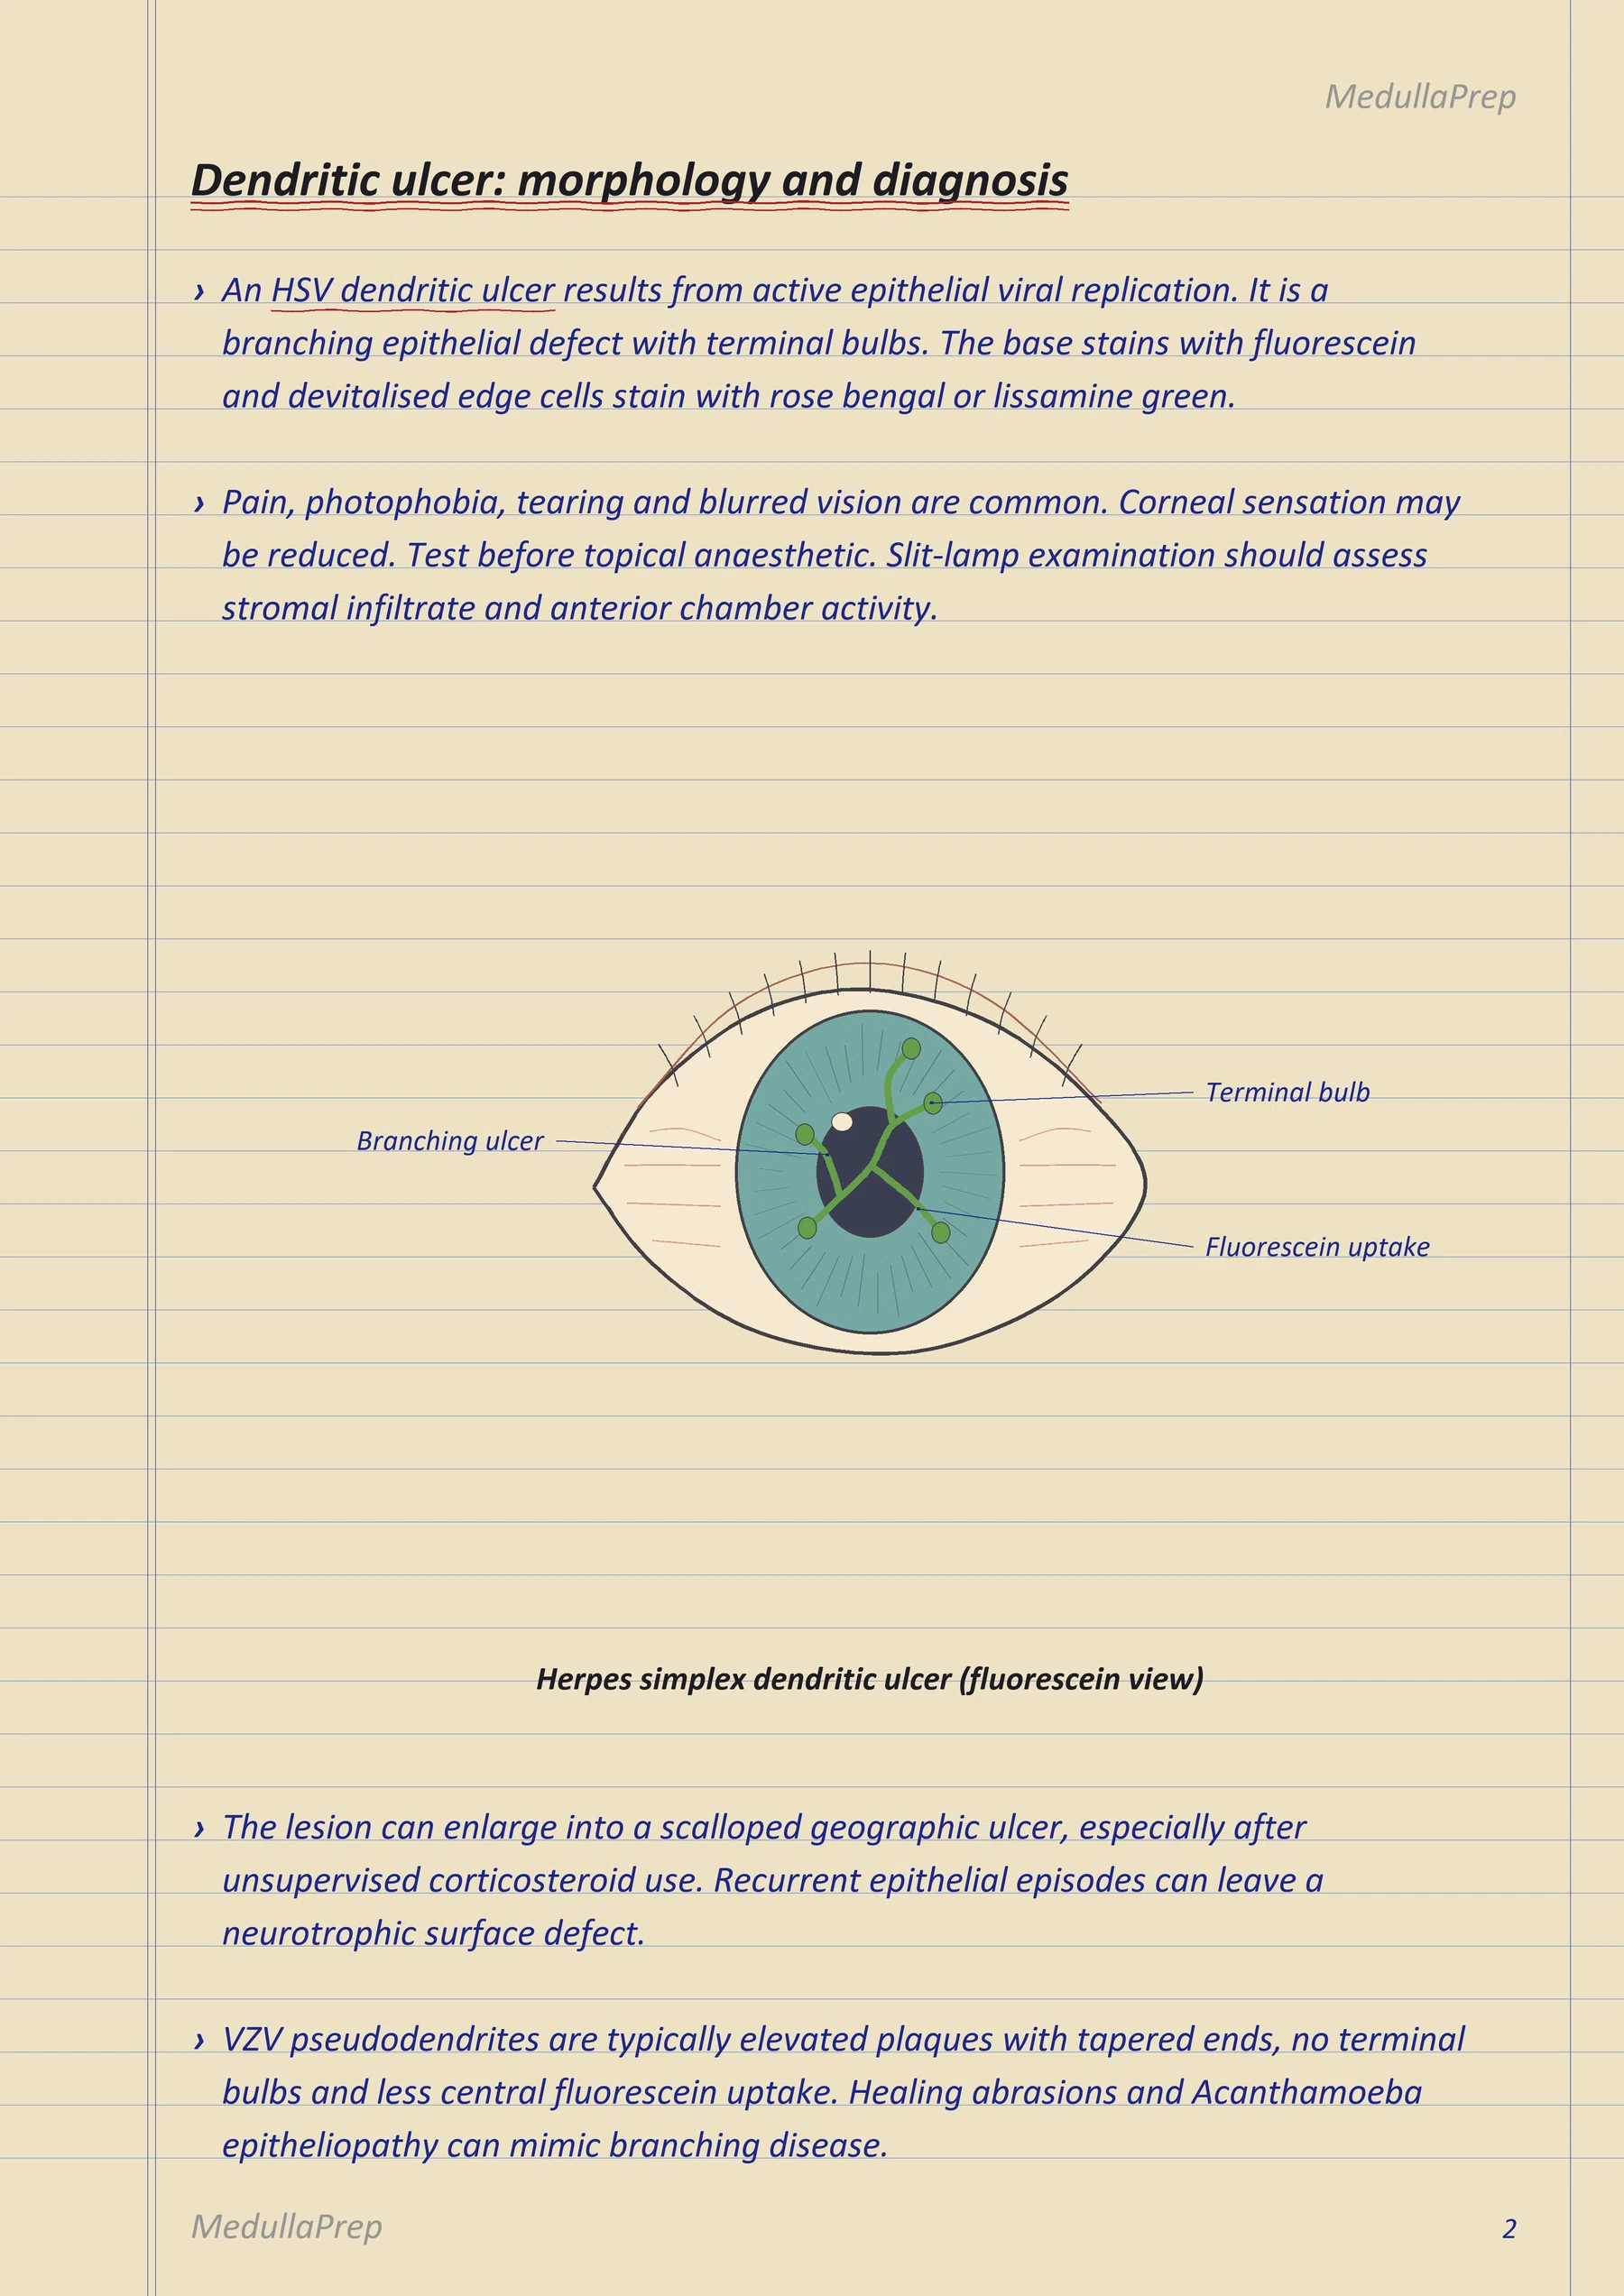 MedullaPrep
Dendritic ulcer: morphology and diagnosis
› An HSV dendritic ulcer results from active epithelial viral replication. It is a
branching epithelial defect with terminal bulbs. The base stains with fluorescein
and devitalised edge cells stain with rose bengal or lissamine green.
› Pain, photophobia, tearing and blurred vision are common. Corneal sensation may
be reduced. Test before topical anaesthetic. Slit-lamp examination should assess
stromal infiltrate and anterior chamber activity.
Terminal bulb
Branching ulcer
Fluorescein uptake
Herpes simplex dendritic ulcer (fluorescein view)
› The lesion can enlarge into a scalloped geographic ulcer, especially after
unsupervised corticosteroid use. Recurrent epithelial episodes can leave a
neurotrophic surface defect.
› VZV pseudodendrites are typically elevated plaques with tapered ends, no terminal
bulbs and less central fluorescein uptake. Healing abrasions and Acanthamoeba
epitheliopathy can mimic branching disease.
MedullaPrep
2